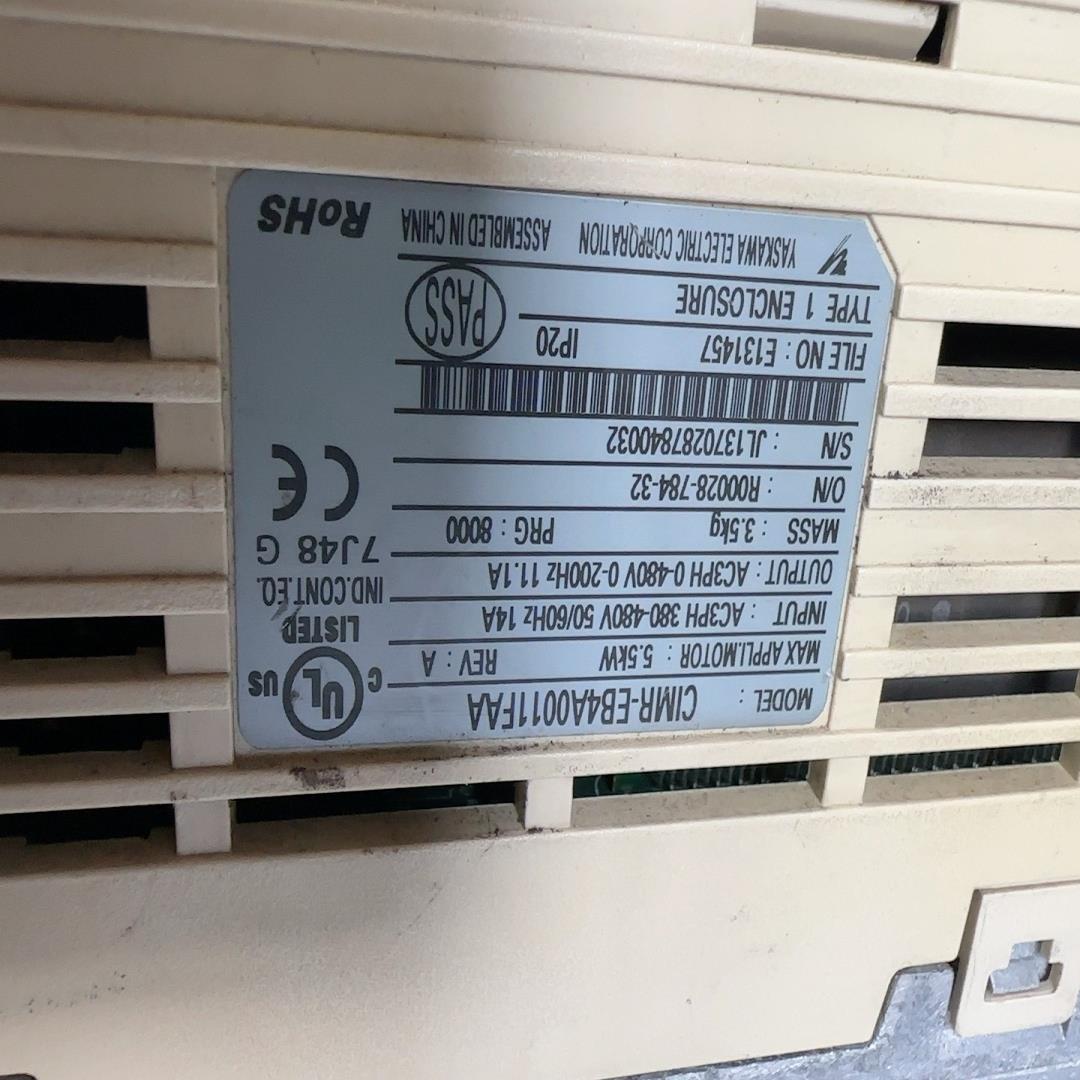 MODEL : CIMR-EB4A0011FAA
MAX APPLI.MOTOR : 5.5kW REV : A
INPUT : AC3PH 380-480V 50/60Hz 14A
OUTPUT : AC3PH 0-480V 0-200Hz 11.1A
MASS : 3.5kg PRG : 8000
O/N : R00028-784-32
S/N : JL1370287840032
FILE NO : E131457 IP20
TYPE 1 ENCLOSURE
PASS
YASKAWA ELECTRIC CORPORATION ASSEMBLED IN CHINA
C UL US
LISTED
IND.CONT.EQ.
7J48 G
CE
RoHS